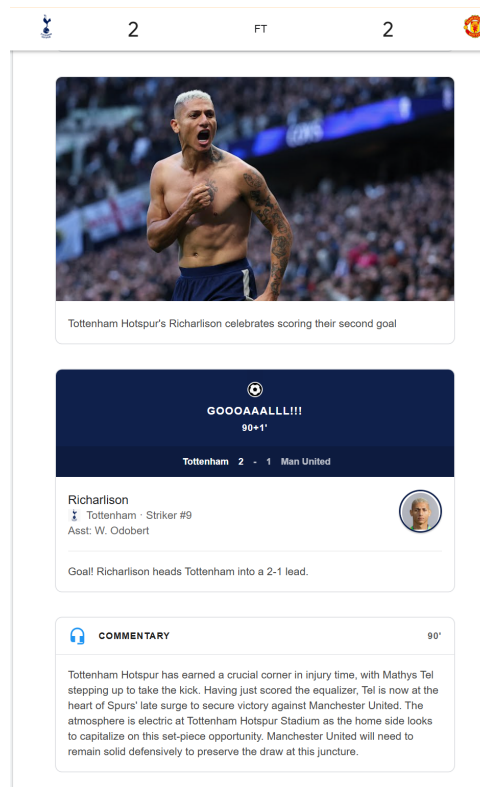 2 FT 2
Tottenham Hotspur's Richarlison celebrates scoring their second goal
GOOOAAALLL!!!
90+1'
Tottenham 2 - 1 Man United
Richarlison
Tottenham · Striker #9
Asst: W. Odobert
Goal! Richarlison heads Tottenham into a 2-1 lead.
COMMENTARY 90'
Tottenham Hotspur has earned a crucial corner in injury time, with Mathys Tel
stepping up to take the kick. Having just scored the equalizer, Tel is now at the
heart of Spurs' late surge to secure victory against Manchester United. The
atmosphere is electric at Tottenham Hotspur Stadium as the home side looks
to capitalize on this set-piece opportunity. Manchester United will need to
remain solid defensively to preserve the draw at this juncture.